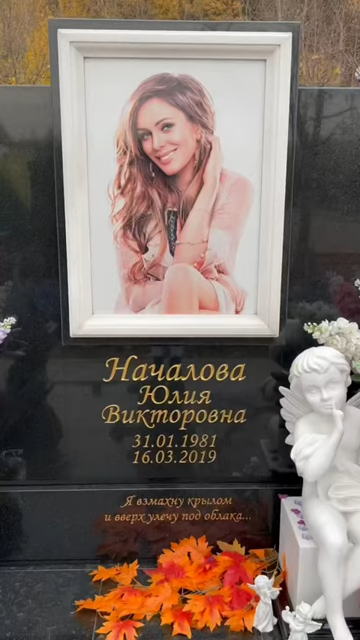 Началова
Юлия
Викторовна
31.01.1981
16.03.2019
Я взмахну крылом
и вверх улечу под облака...